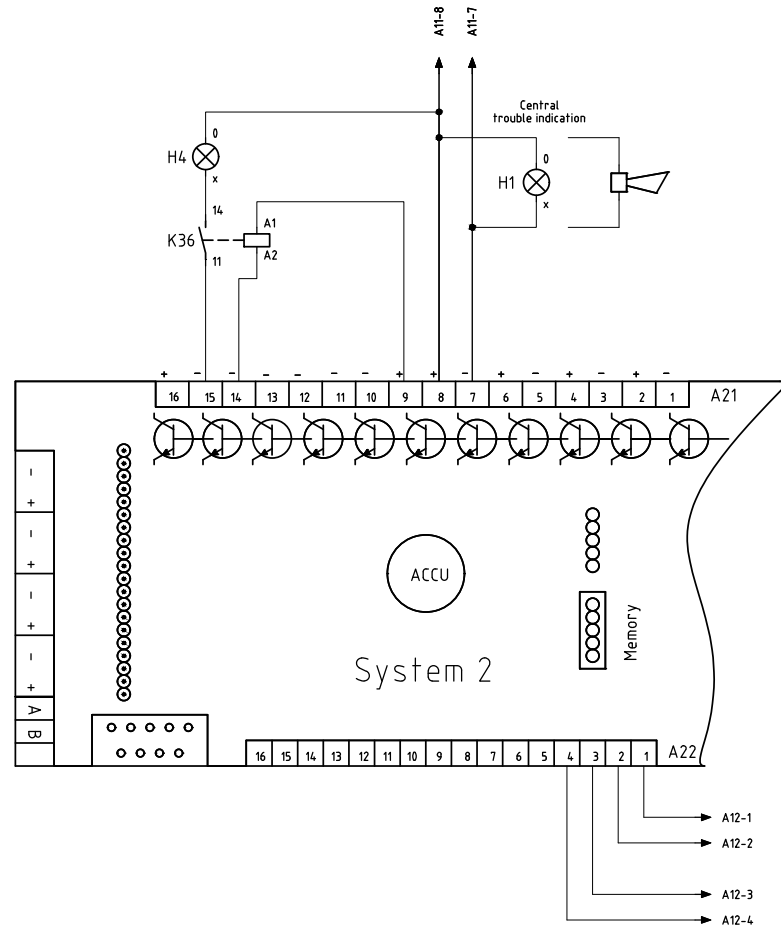 A11-8 A11-7
Central
trouble indication
0
H4
x
0
H1
x
14
K36
11
A1
A2
+ - - - - - - + + - + - + - + -
16 15 14 13 12 11 10 9 8 7 6 5 4 3 2 1 A21
-
+
-
+
-
+
-
+
A
B
ACCU
Memory
System 2
16 15 14 13 12 11 10 9 8 7 6 5 4 3 2 1 A22
A12-1
A12-2
A12-3
A12-4